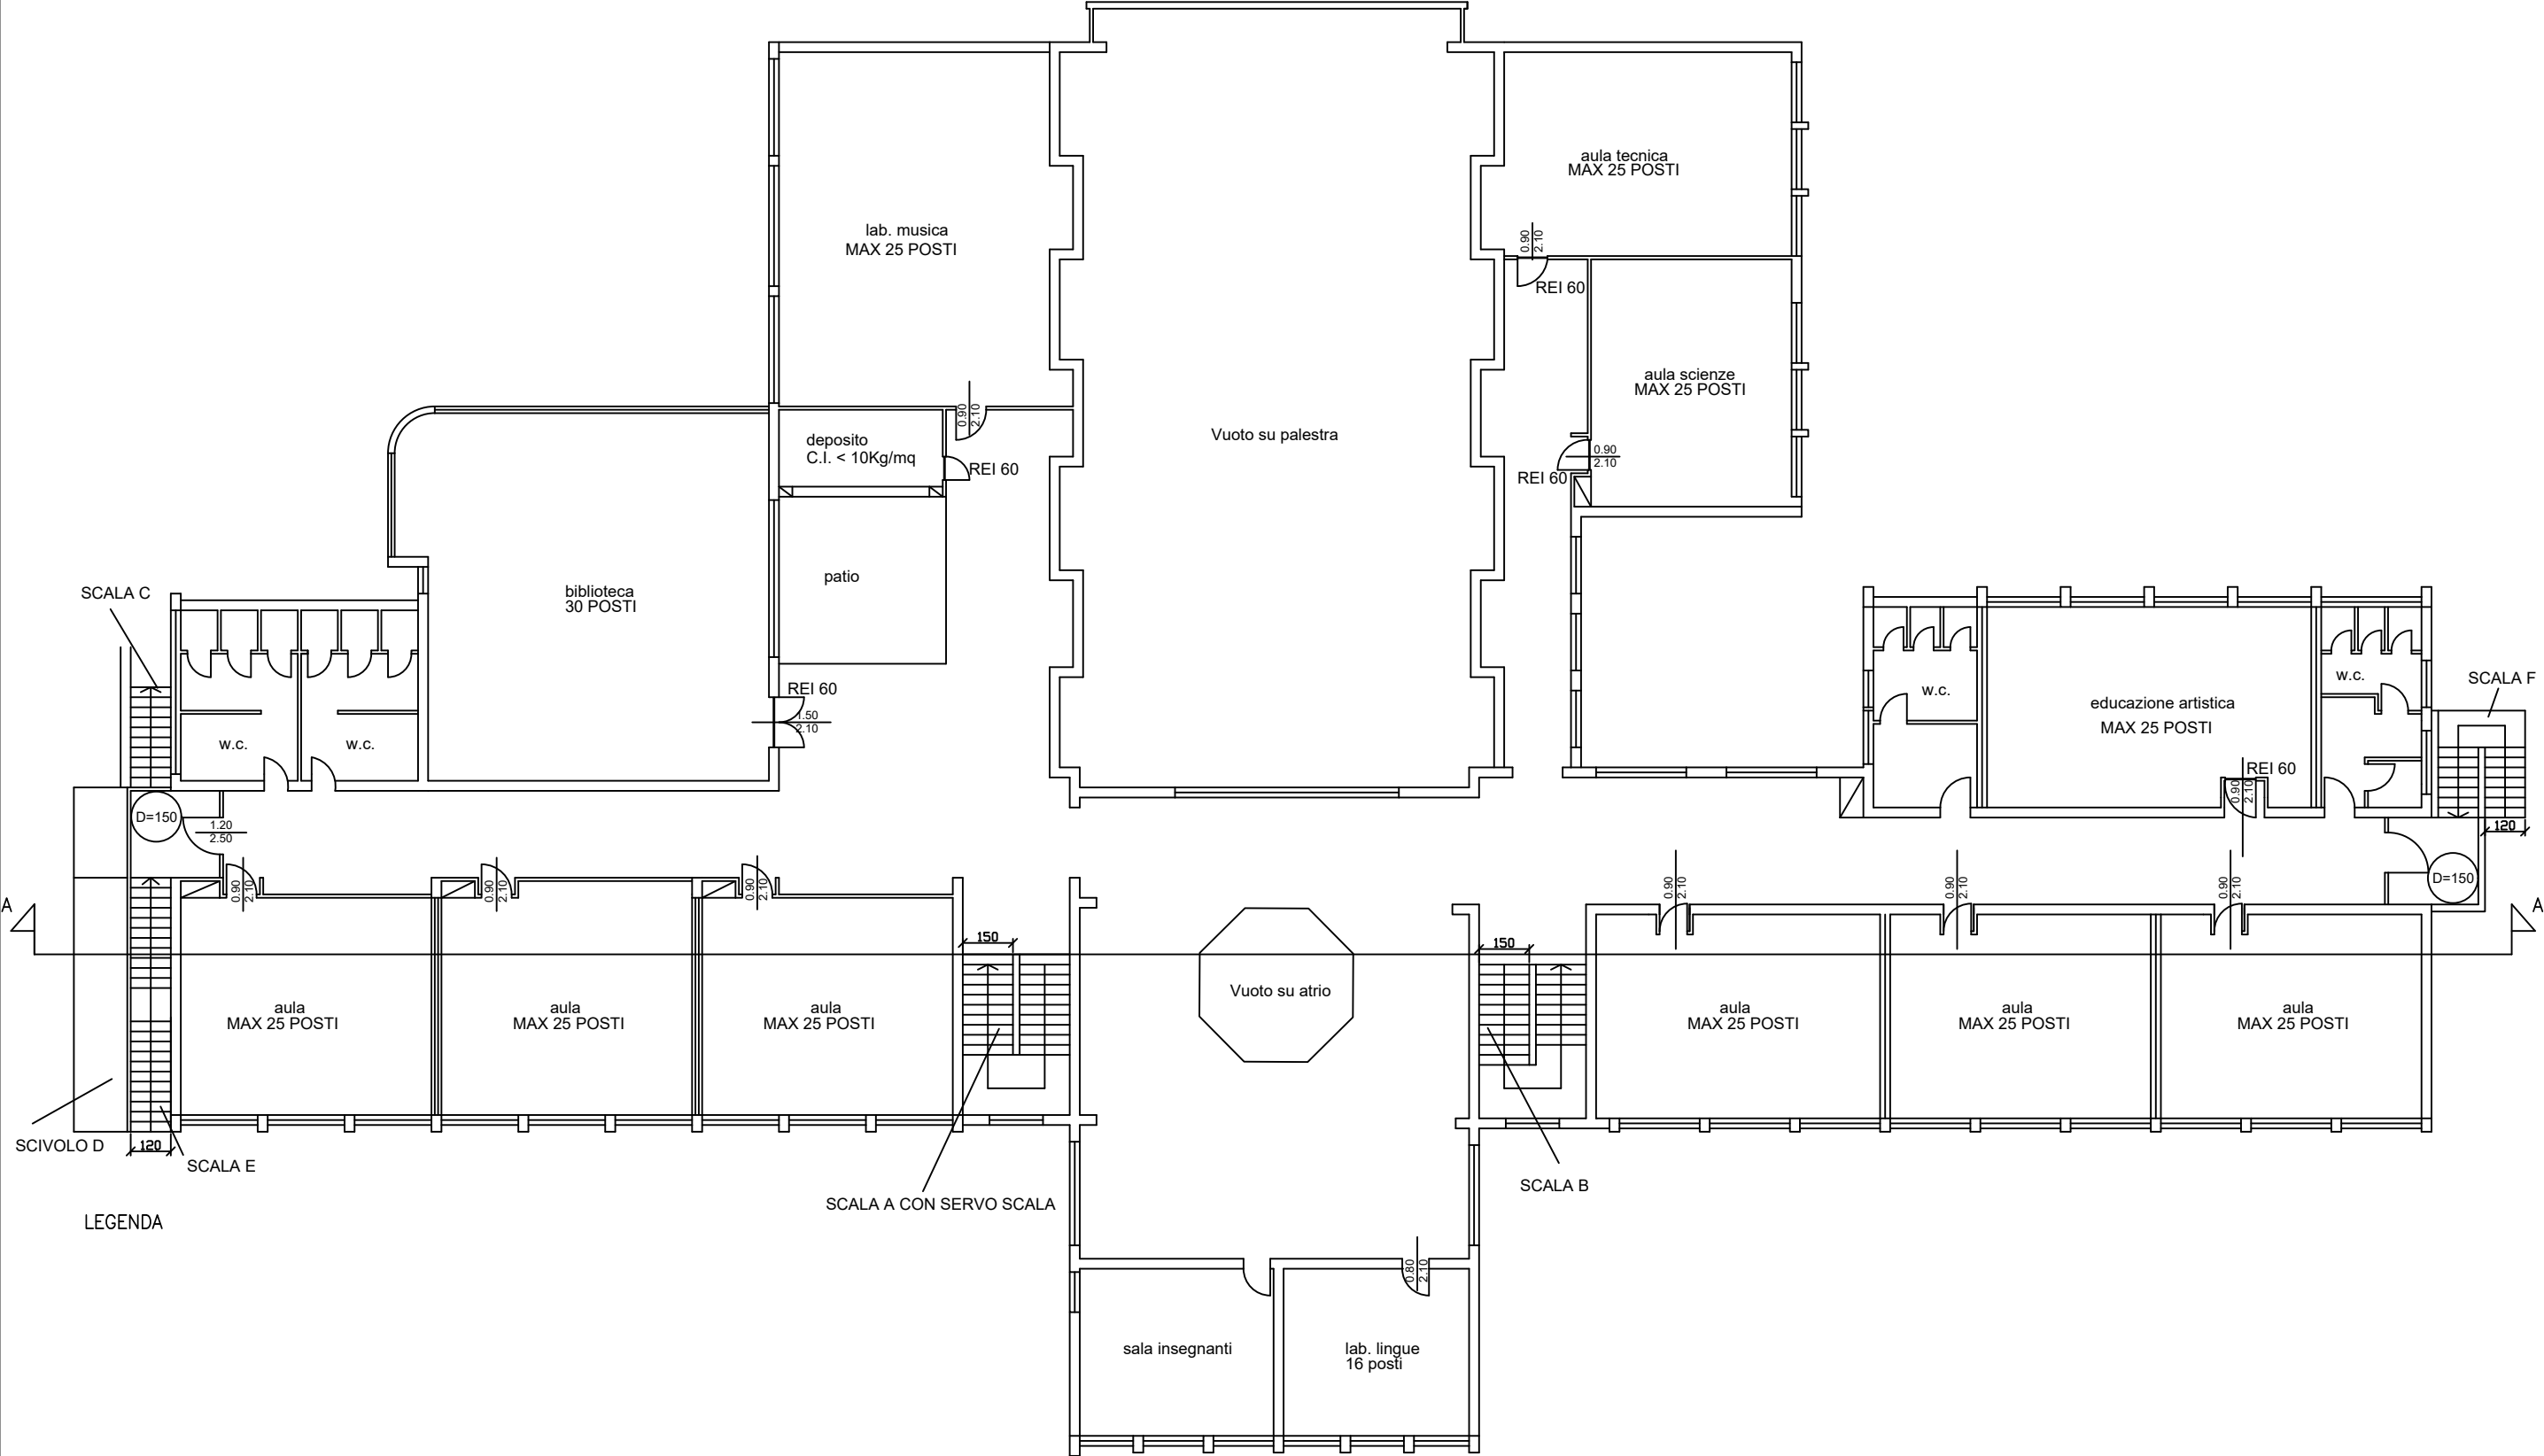 aula tecnica
MAX 25 POSTI
lab. musica
MAX 25 POSTI
0.90
2.10
REI 60
aula scienze
MAX 25 POSTI
0.90
2.10
deposito
C.I. < 10Kg/mq
REI 60
Vuoto su palestra
0.90
2.10
REI 60
patio
biblioteca
30 POSTI
SCALA C
REI 60
1.50
2.10
w.c.
w.c.
w.c.
educazione artistica
MAX 25 POSTI
w.c.
SCALA F
REI 60
0.90
2.10
120
D=150
1.20
2.50
D=150
0.90
2.10
0.90
2.10
0.90
2.10
0.90
2.10
0.90
2.10
0.90
2.10
A
A
150
150
aula
MAX 25 POSTI
aula
MAX 25 POSTI
aula
MAX 25 POSTI
Vuoto su atrio
aula
MAX 25 POSTI
aula
MAX 25 POSTI
aula
MAX 25 POSTI
SCIVOLO D
120
SCALA E
SCALA A CON SERVO SCALA
SCALA B
LEGENDA
0.80
2.10
sala insegnanti
lab. lingue
16 posti